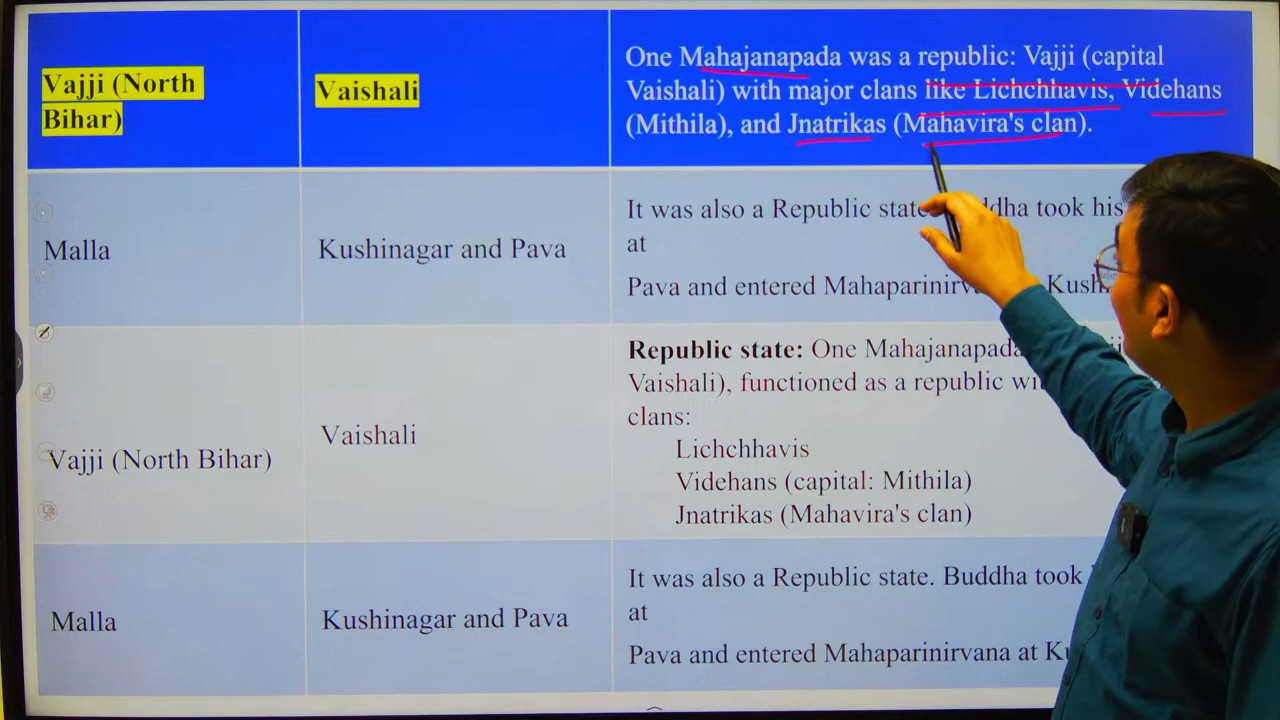 Vajji (North
Bihar)
Vaishali
One Mahajanapada was a republic: Vajji (capital
Vaishali) with major clans like Lichchhavis, Videhans
(Mithila), and Jnatrikas (Mahavira's clan).
Malla
Kushinagar and Pava
It was also a Republic state took his
at
Pava and entered
Vajji (North Bihar)
Vaishali
Republic state: One Mahajanapada
Vaishali), functioned as a republic
clans:
Lichchhavis
Videhans (capital: Mithila)
Jnatrikas (Mahavira's clan)
Malla
Kushinagar and Pava
It was also a Republic state. Buddha took
at
Pava and entered Mahaparinirvana at